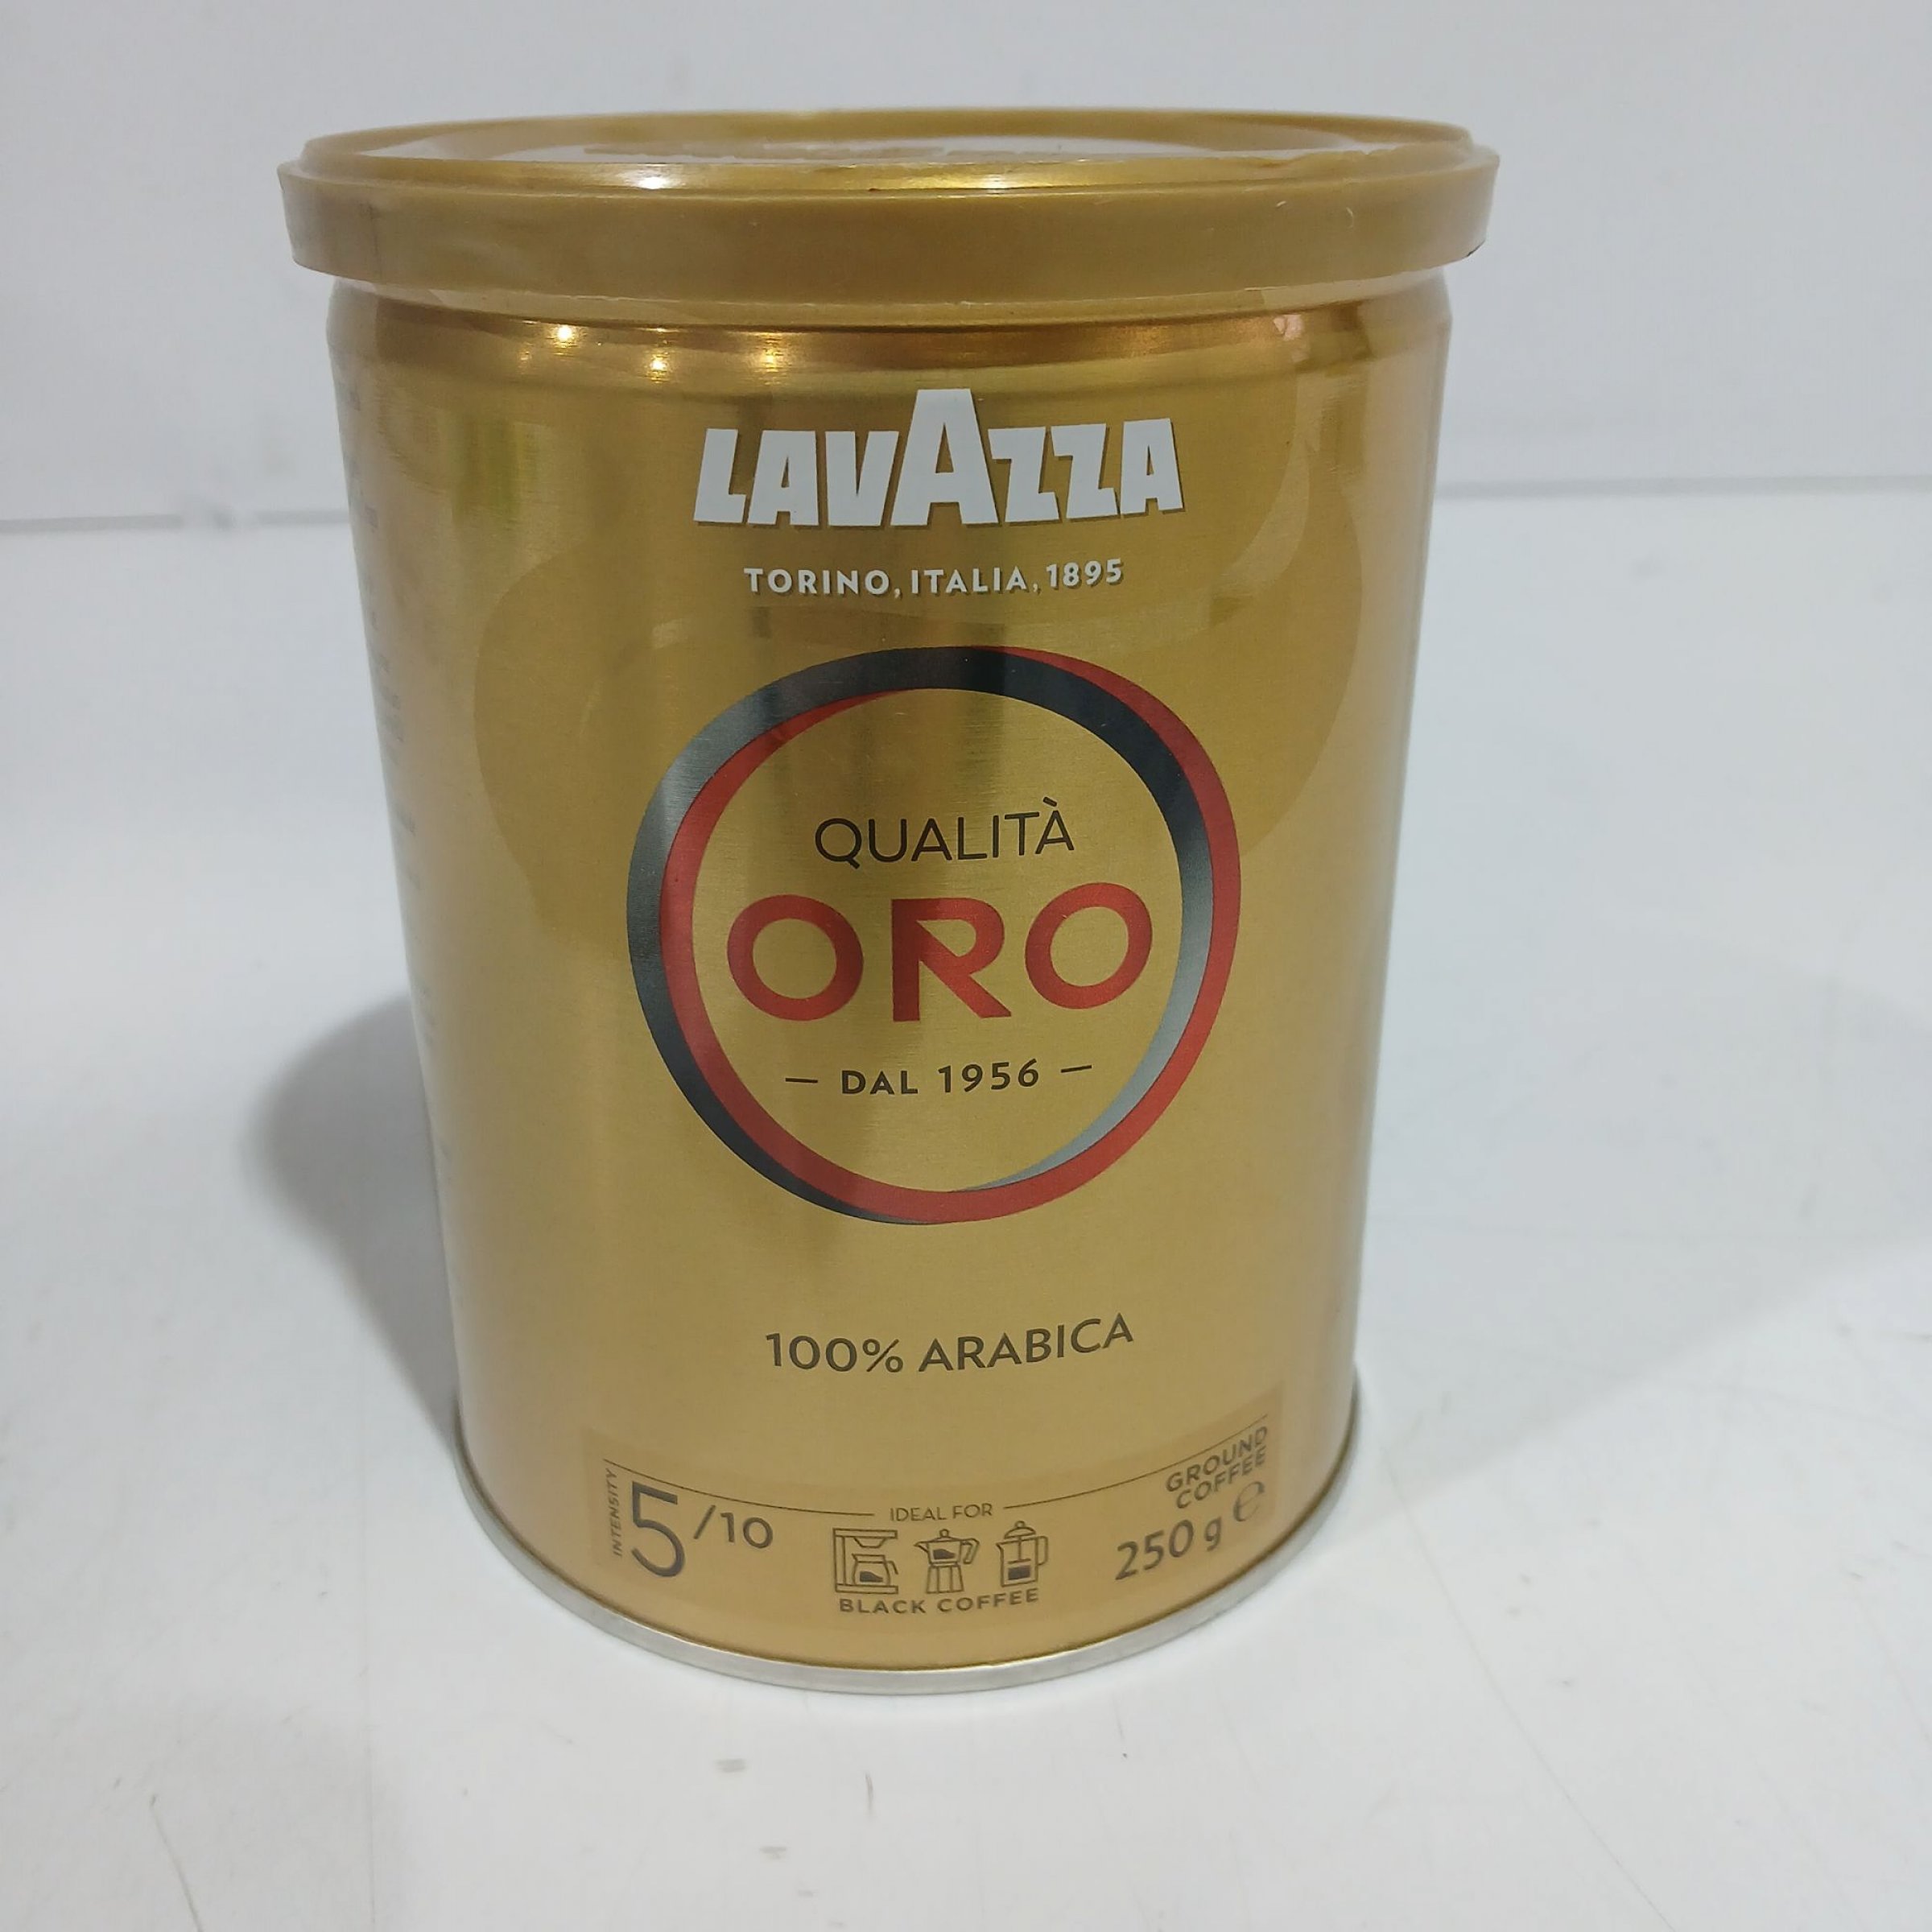 LAVAZZA
TORINO, ITALIA, 1895
QUALITÀ
ORO
— DAL 1956 —
100% ARABICA
INTENSITY
5/10
IDEAL FOR
BLACK COFFEE
GROUND
COFFEE
250 g ℮